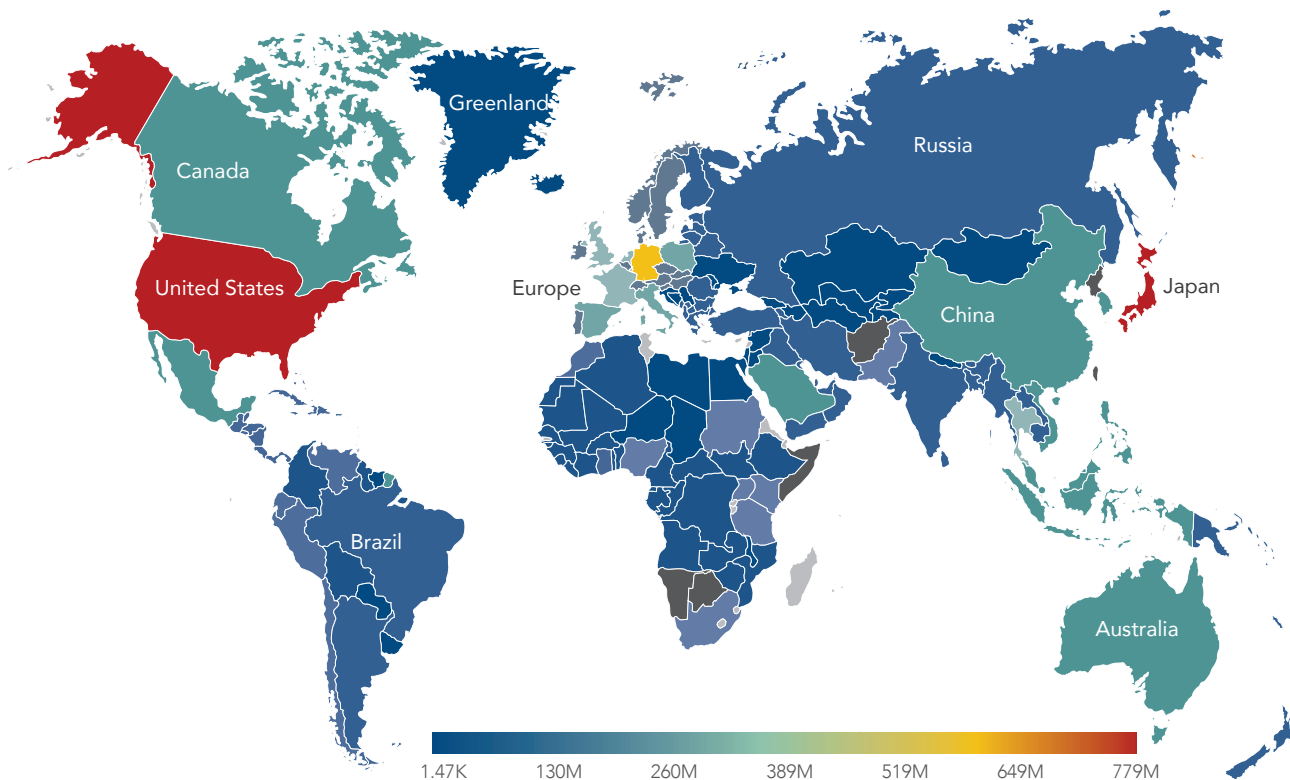 Greenland
Russia
Canada
United States
Europe
Japan
China
Brazil
Australia
1.47K 130M 260M 389M 519M 649M 779M